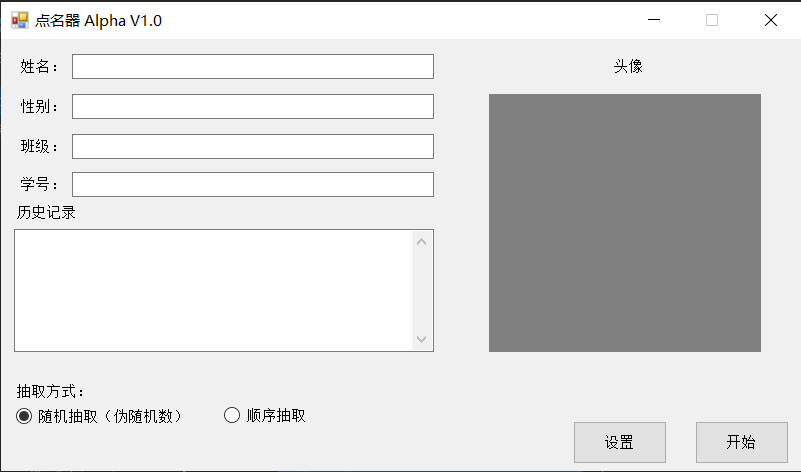 点名器 Alpha V1.0
姓名：
头像
性别：
班级：
学号：
历史记录
抽取方式：
随机抽取（伪随机数） 顺序抽取
设置 开始